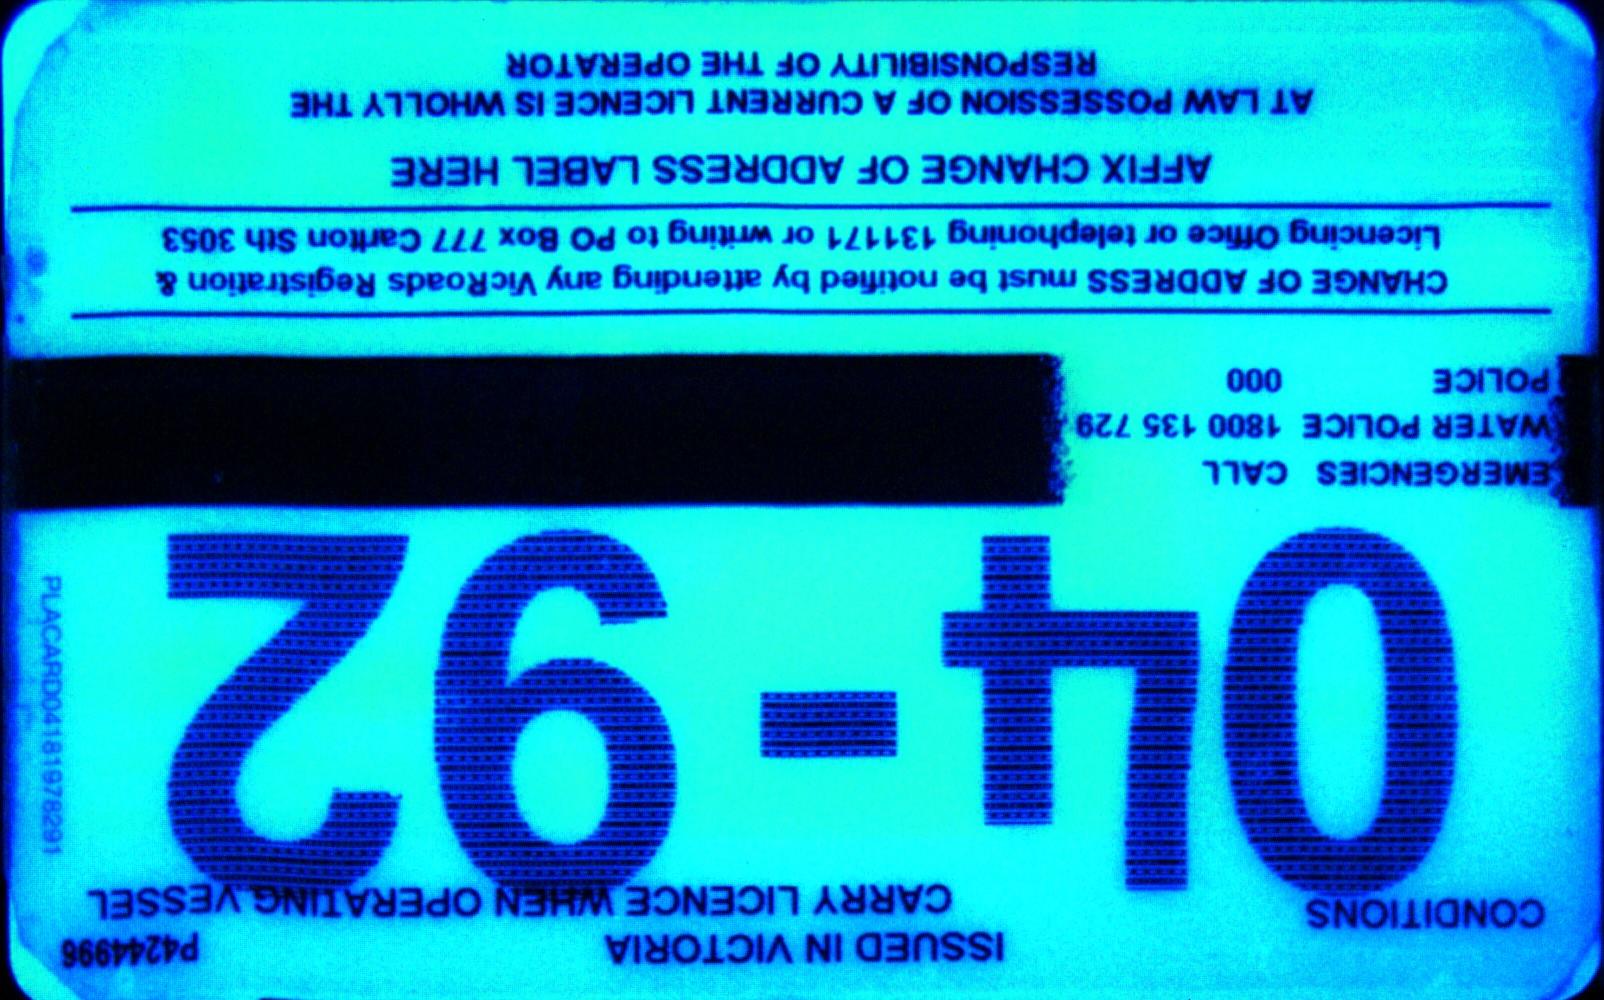 CONDITIONS
ISSUED IN VICTORIA P4244996
CARRY LICENCE WHEN OPERATING VESSEL
04-92
PLACARD04181978291
EMERGENCIES CALL
WATER POLICE 1800 135 729
POLICE 000
CHANGE OF ADDRESS must be notified by attending any VicRoads Registration &
Licencing Office or telephoning 131171 or writing to PO Box 777 Carlton Sth 3053
AFFIX CHANGE OF ADDRESS LABEL HERE
AT LAW POSSESSION OF A CURRENT LICENCE IS WHOLLY THE
RESPONSIBILITY OF THE OPERATOR